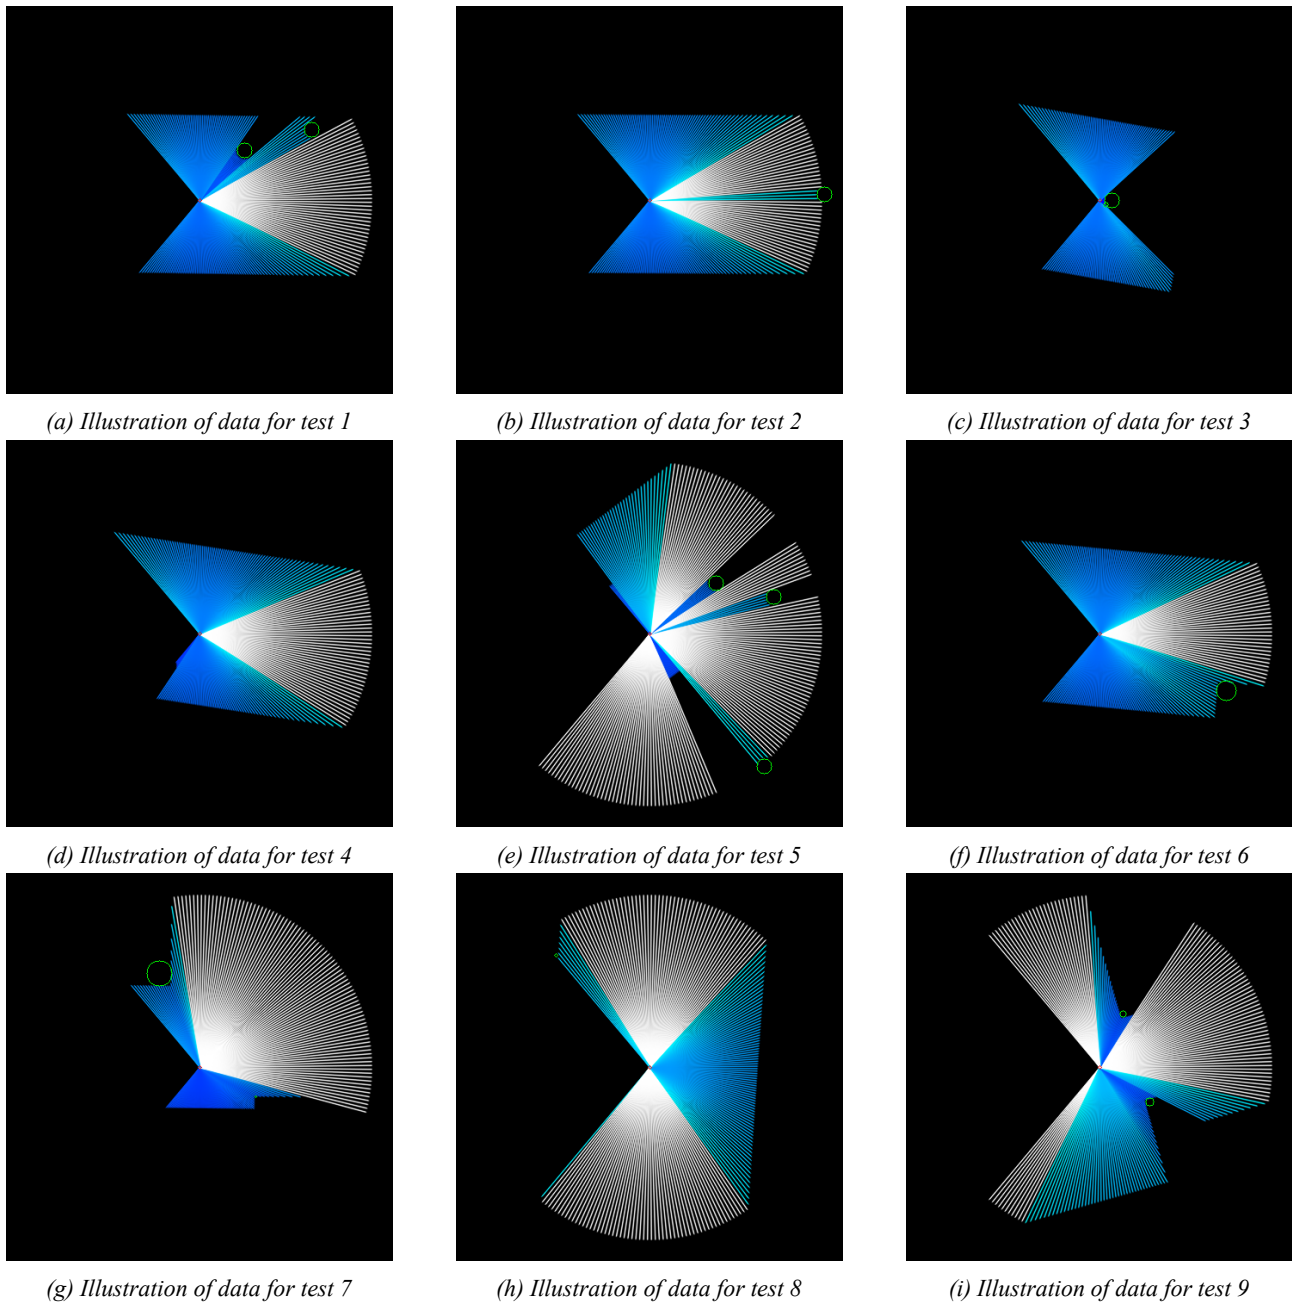 (a) Illustration of data for test 1
(b) Illustration of data for test 2
(c) Illustration of data for test 3
(d) Illustration of data for test 4
(e) Illustration of data for test 5
(f) Illustration of data for test 6
(g) Illustration of data for test 7
(h) Illustration of data for test 8
(i) Illustration of data for test 9